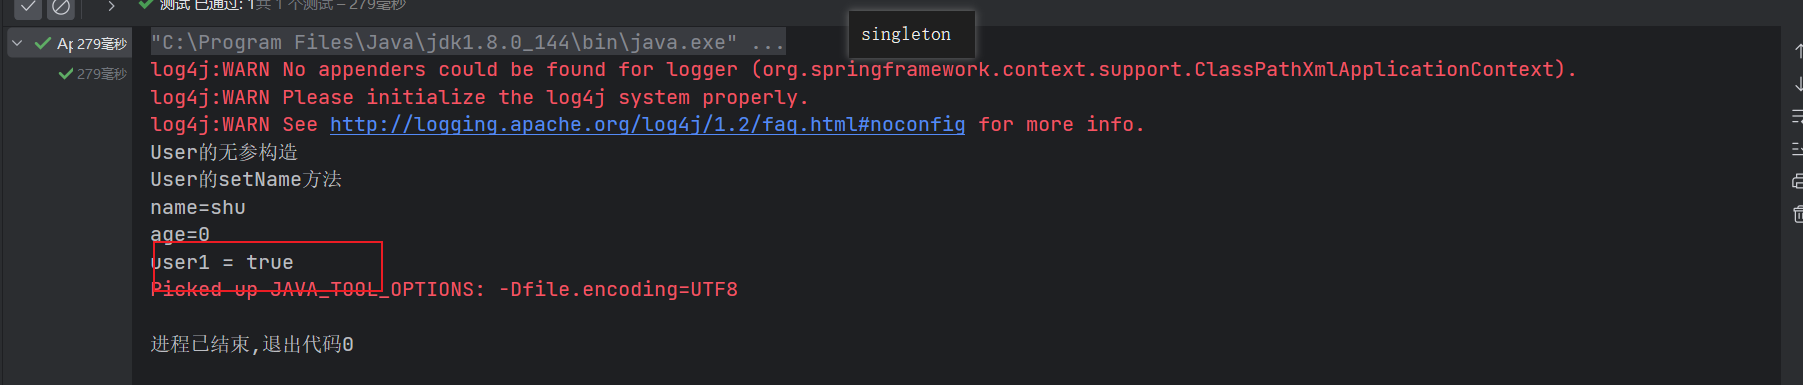 测试 已通过: 1共 1 个测试 – 279毫秒
singleton
Ap 279毫秒
279毫秒
"C:\Program Files\Java\jdk1.8.0_144\bin\java.exe" ...
log4j:WARN No appenders could be found for logger (org.springframework.context.support.ClassPathXmlApplicationContext).
log4j:WARN Please initialize the log4j system properly.
log4j:WARN See http://logging.apache.org/log4j/1.2/faq.html#noconfig for more info.
User的无参构造
User的setName方法
name=shu
age=0
user1 = true
Picked up JAVA_TOOL_OPTIONS: -Dfile.encoding=UTF8
进程已结束,退出代码0